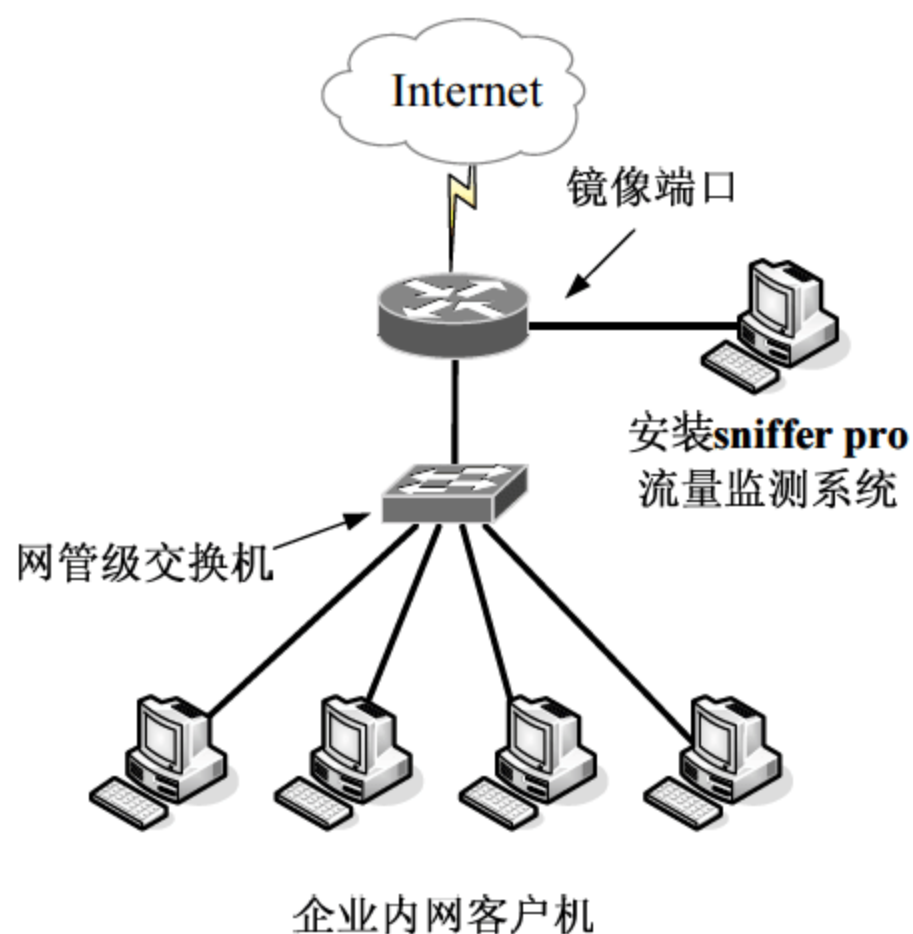 Internet
镜像端口
安装sniffer pro
流量监测系统
网管级交换机
企业内网客户机